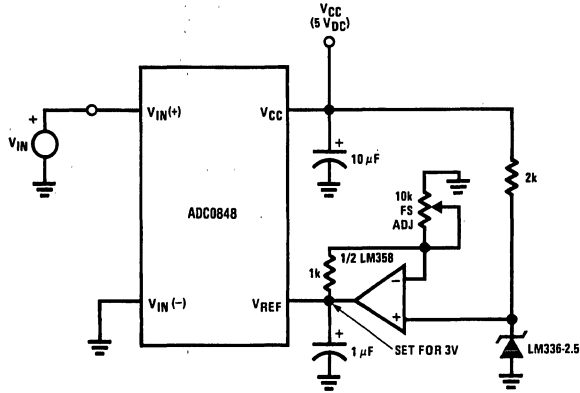 VCC
(5 VDC)
VIN(+)
VCC
+
VIN
+
10 µF
2k
10k
FS
ADJ
ADC0848
1/2 LM358
1k
−
VIN(−)
VREF
+
SET FOR 3V
+
1 µF
LM336-2.5